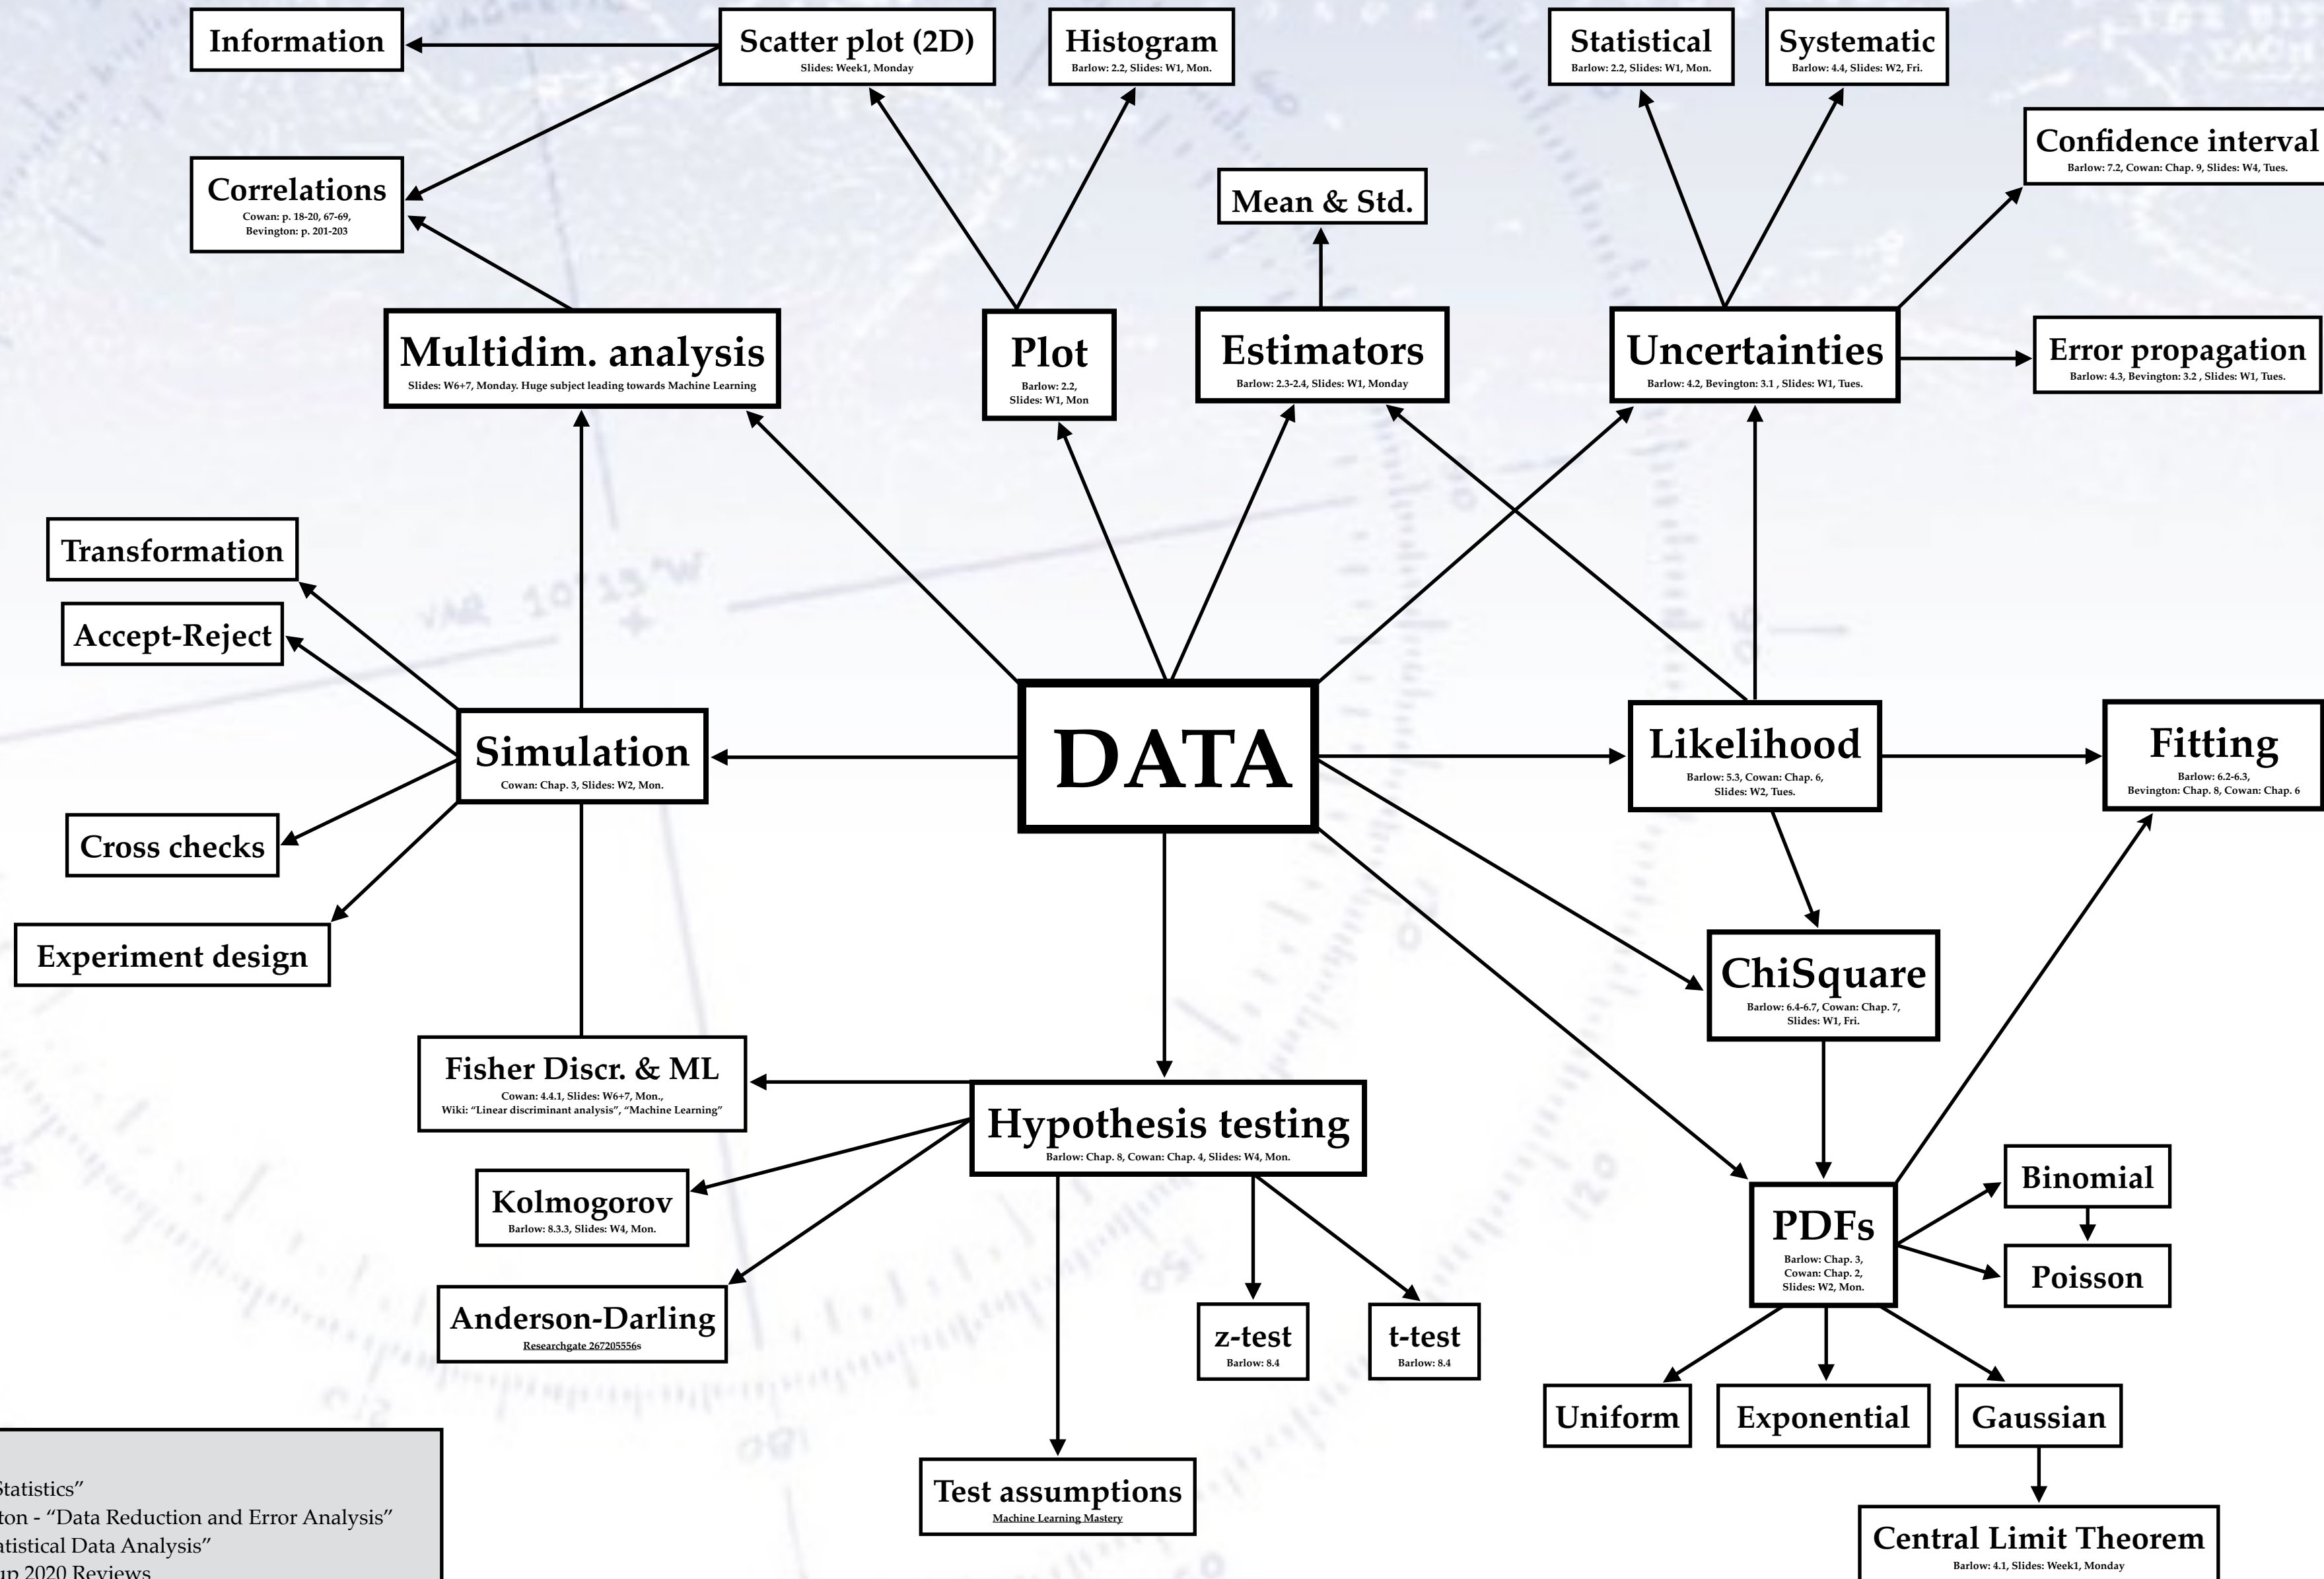 Information
Scatter plot (2D)
Slides: Week1, Monday
Histogram
Barlow: 2.2, Slides: W1, Mon.
Statistical
Barlow: 2.2, Slides: W1, Mon.
Systematic
Barlow: 4.4, Slides: W2, Fri.
Confidence interval
Barlow: 7.2, Cowan: Chap. 9, Slides: W4, Tues.
Correlations
Cowan: p. 18-20, 67-69,
Bevington: p. 201-203
Mean & Std.
Multidim. analysis
Slides: W6+7, Monday. Huge subject leading towards Machine Learning
Plot
Barlow: 2.2,
Slides: W1, Mon
Estimators
Barlow: 2.3-2.4, Slides: W1, Monday
Uncertainties
Barlow: 4.2, Bevington: 3.1 , Slides: W1, Tues.
Error propagation
Barlow: 4.3, Bevington: 3.2 , Slides: W1, Tues.
Transformation
VAR 10°15'W
Accept-Reject
Simulation
Cowan: Chap. 3, Slides: W2, Mon.
DATA
Likelihood
Barlow: 5.3, Cowan: Chap. 6,
Slides: W2, Tues.
Fitting
Barlow: 6.2-6.3,
Bevington: Chap. 8, Cowan: Chap. 6
Cross checks
Experiment design
ChiSquare
Barlow: 6.4-6.7, Cowan: Chap. 7,
Slides: W1, Fri.
Fisher Discr. & ML
Cowan: 4.4.1, Slides: W6+7, Mon.,
Wiki: “Linear discriminant analysis”, “Machine Learning”
Hypothesis testing
Barlow: Chap. 8, Cowan: Chap. 4, Slides: W4, Mon.
Kolmogorov
Barlow: 8.3.3, Slides: W4, Mon.
Binomial
PDFs
Barlow: Chap. 3,
Cowan: Chap. 2,
Slides: W2, Mon.
Poisson
Anderson-Darling
Researchgate 267205556s
z-test
Barlow: 8.4
t-test
Barlow: 8.4
Uniform
Exponential
Gaussian
Test assumptions
Machine Learning Mastery
Central Limit Theorem
Barlow: 4.1, Slides: Week1, Monday
Statistics”
- “Data Reduction and Error Analysis”
Data Analysis”
2020 Reviews